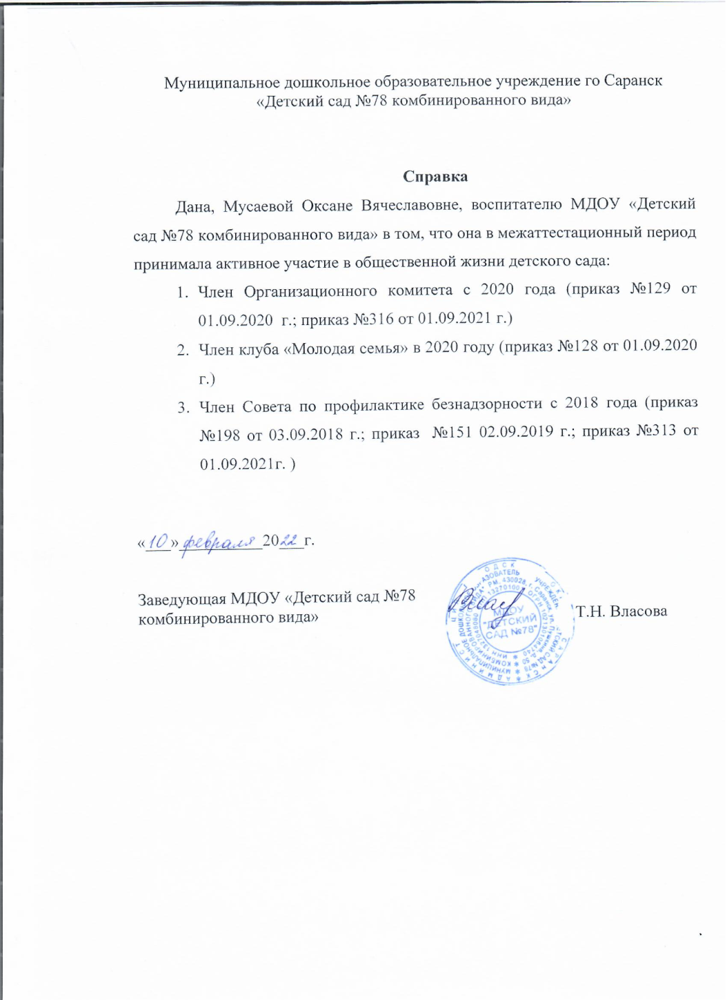 Муниципальное дошкольное образовательное учреждение го Саранск
«Детский сад №78 комбинированного вида»
Справка
Дана, Мусаевой Оксане Вячеславовне, воспитателю МДОУ «Детский
сад №78 комбинированного вида» в том, что она в межаттестационный период
принимала активное участие в общественной жизни детского сада:
1. Член Организационного комитета с 2020 года (приказ №129 от
01.09.2020 г.; приказ №316 от 01.09.2021 г.)
2. Член клуба «Молодая семья» в 2020 году (приказ №128 от 01.09.2020
г.)
3. Член Совета по профилактике безнадзорности с 2018 года (приказ
№198 от 03.09.2018 г.; приказ №151 02.09.2019 г.; приказ №313 от
01.09.2021г. )
«10» февраля 2022 г.
Заведующая МДОУ «Детский сад №78
комбинированного вида»
Т.Н. Власова
МДОУ
"ДЕТСКИЙ
САД №78"